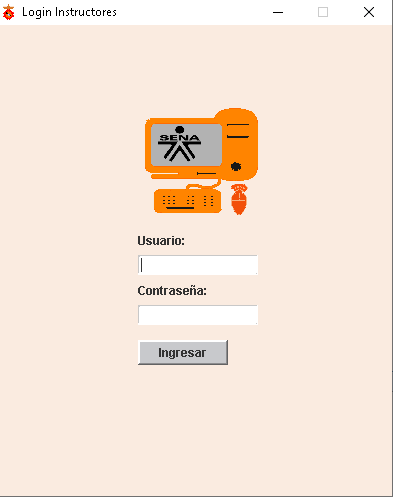 Login Instructores
SENA
Usuario:
Contraseña:
Ingresar